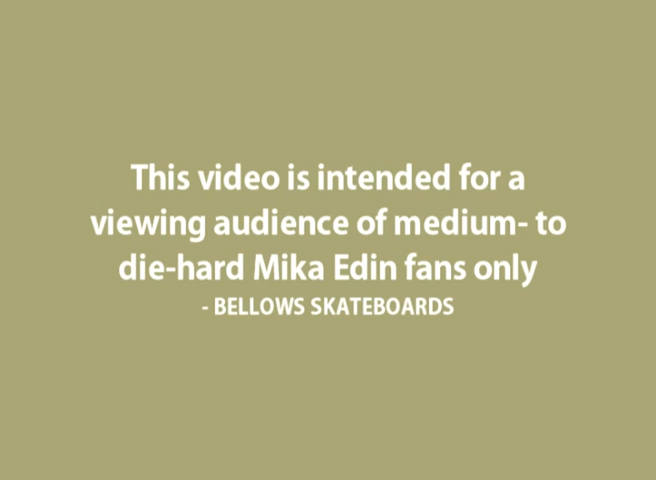 This video is intended for a
viewing audience of medium- to
die-hard Mika Edin fans only
- BELLOWS SKATEBOARDS